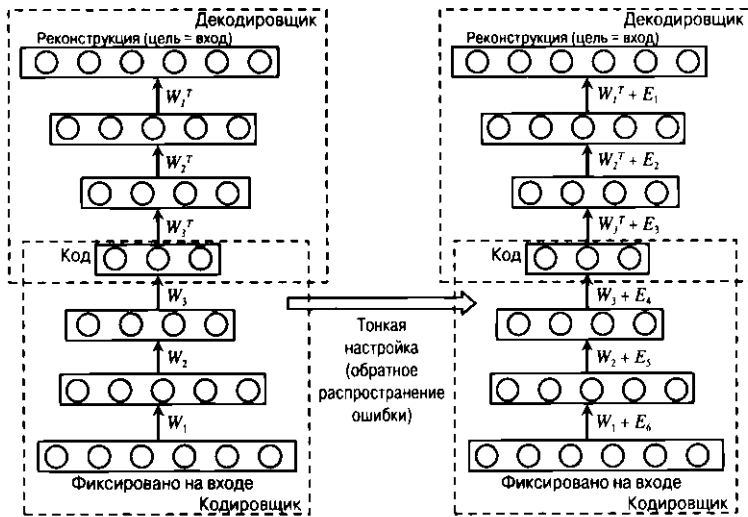 Декодировщик
Реконструкция (цель = вход)
W₁ᵀ
W₂ᵀ
W₃ᵀ
Код
W₃
W₂
W₁
Фиксировано на входе
Кодировщик
Тонкая
настройка
(обратное
распространение
ошибки)
Декодировщик
Реконструкция (цель = вход)
W₁ᵀ + E₁
W₂ᵀ + E₂
W₃ᵀ + E₃
Код
W₃ + E₄
W₂ + E₅
W₁ + E₆
Фиксировано на входе
Кодировщик